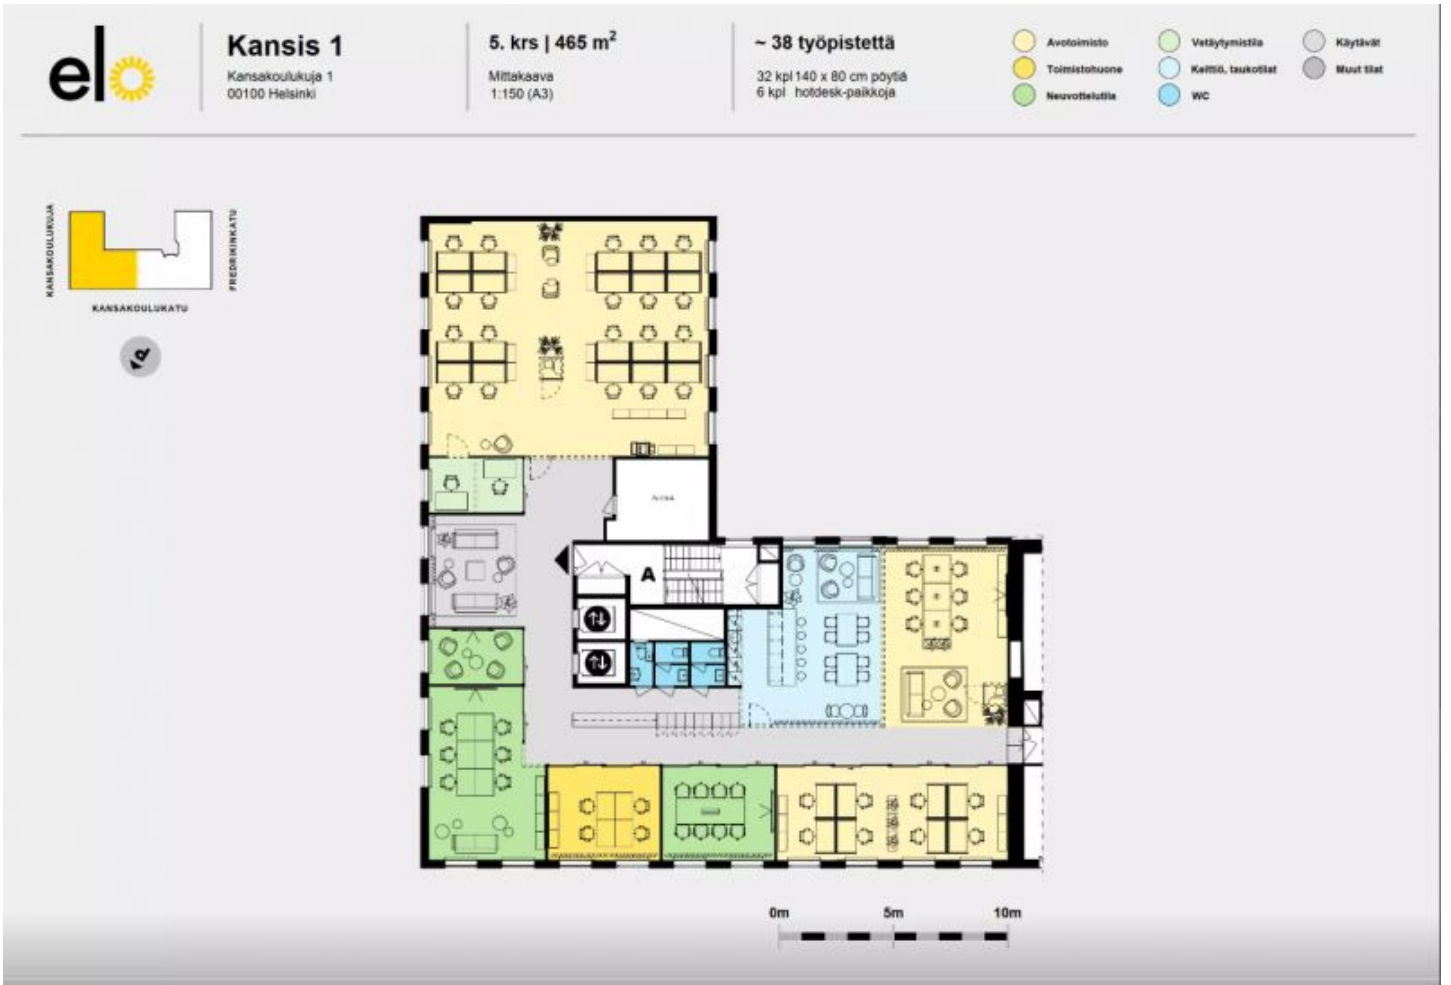 elo
Kansis 1
Kansakoulukuja 1
00100 Helsinki
5. krs | 465 m²
Mittakaava
1:150 (A3)
~ 38 työpistettä
32 kpl 140 x 80 cm pöytiä
6 kpl hotdesk-paikkoja
Avotoimisto
Toimistohuone
Neuvottelutila
Vetäytymistila
Keittiö, taukotilat
WC
Käytävät
Muut tilat
KANSAKOULUKUJA
FREDRIKINKATU
KANSAKOULUKATU
P
A
0m 5m 10m